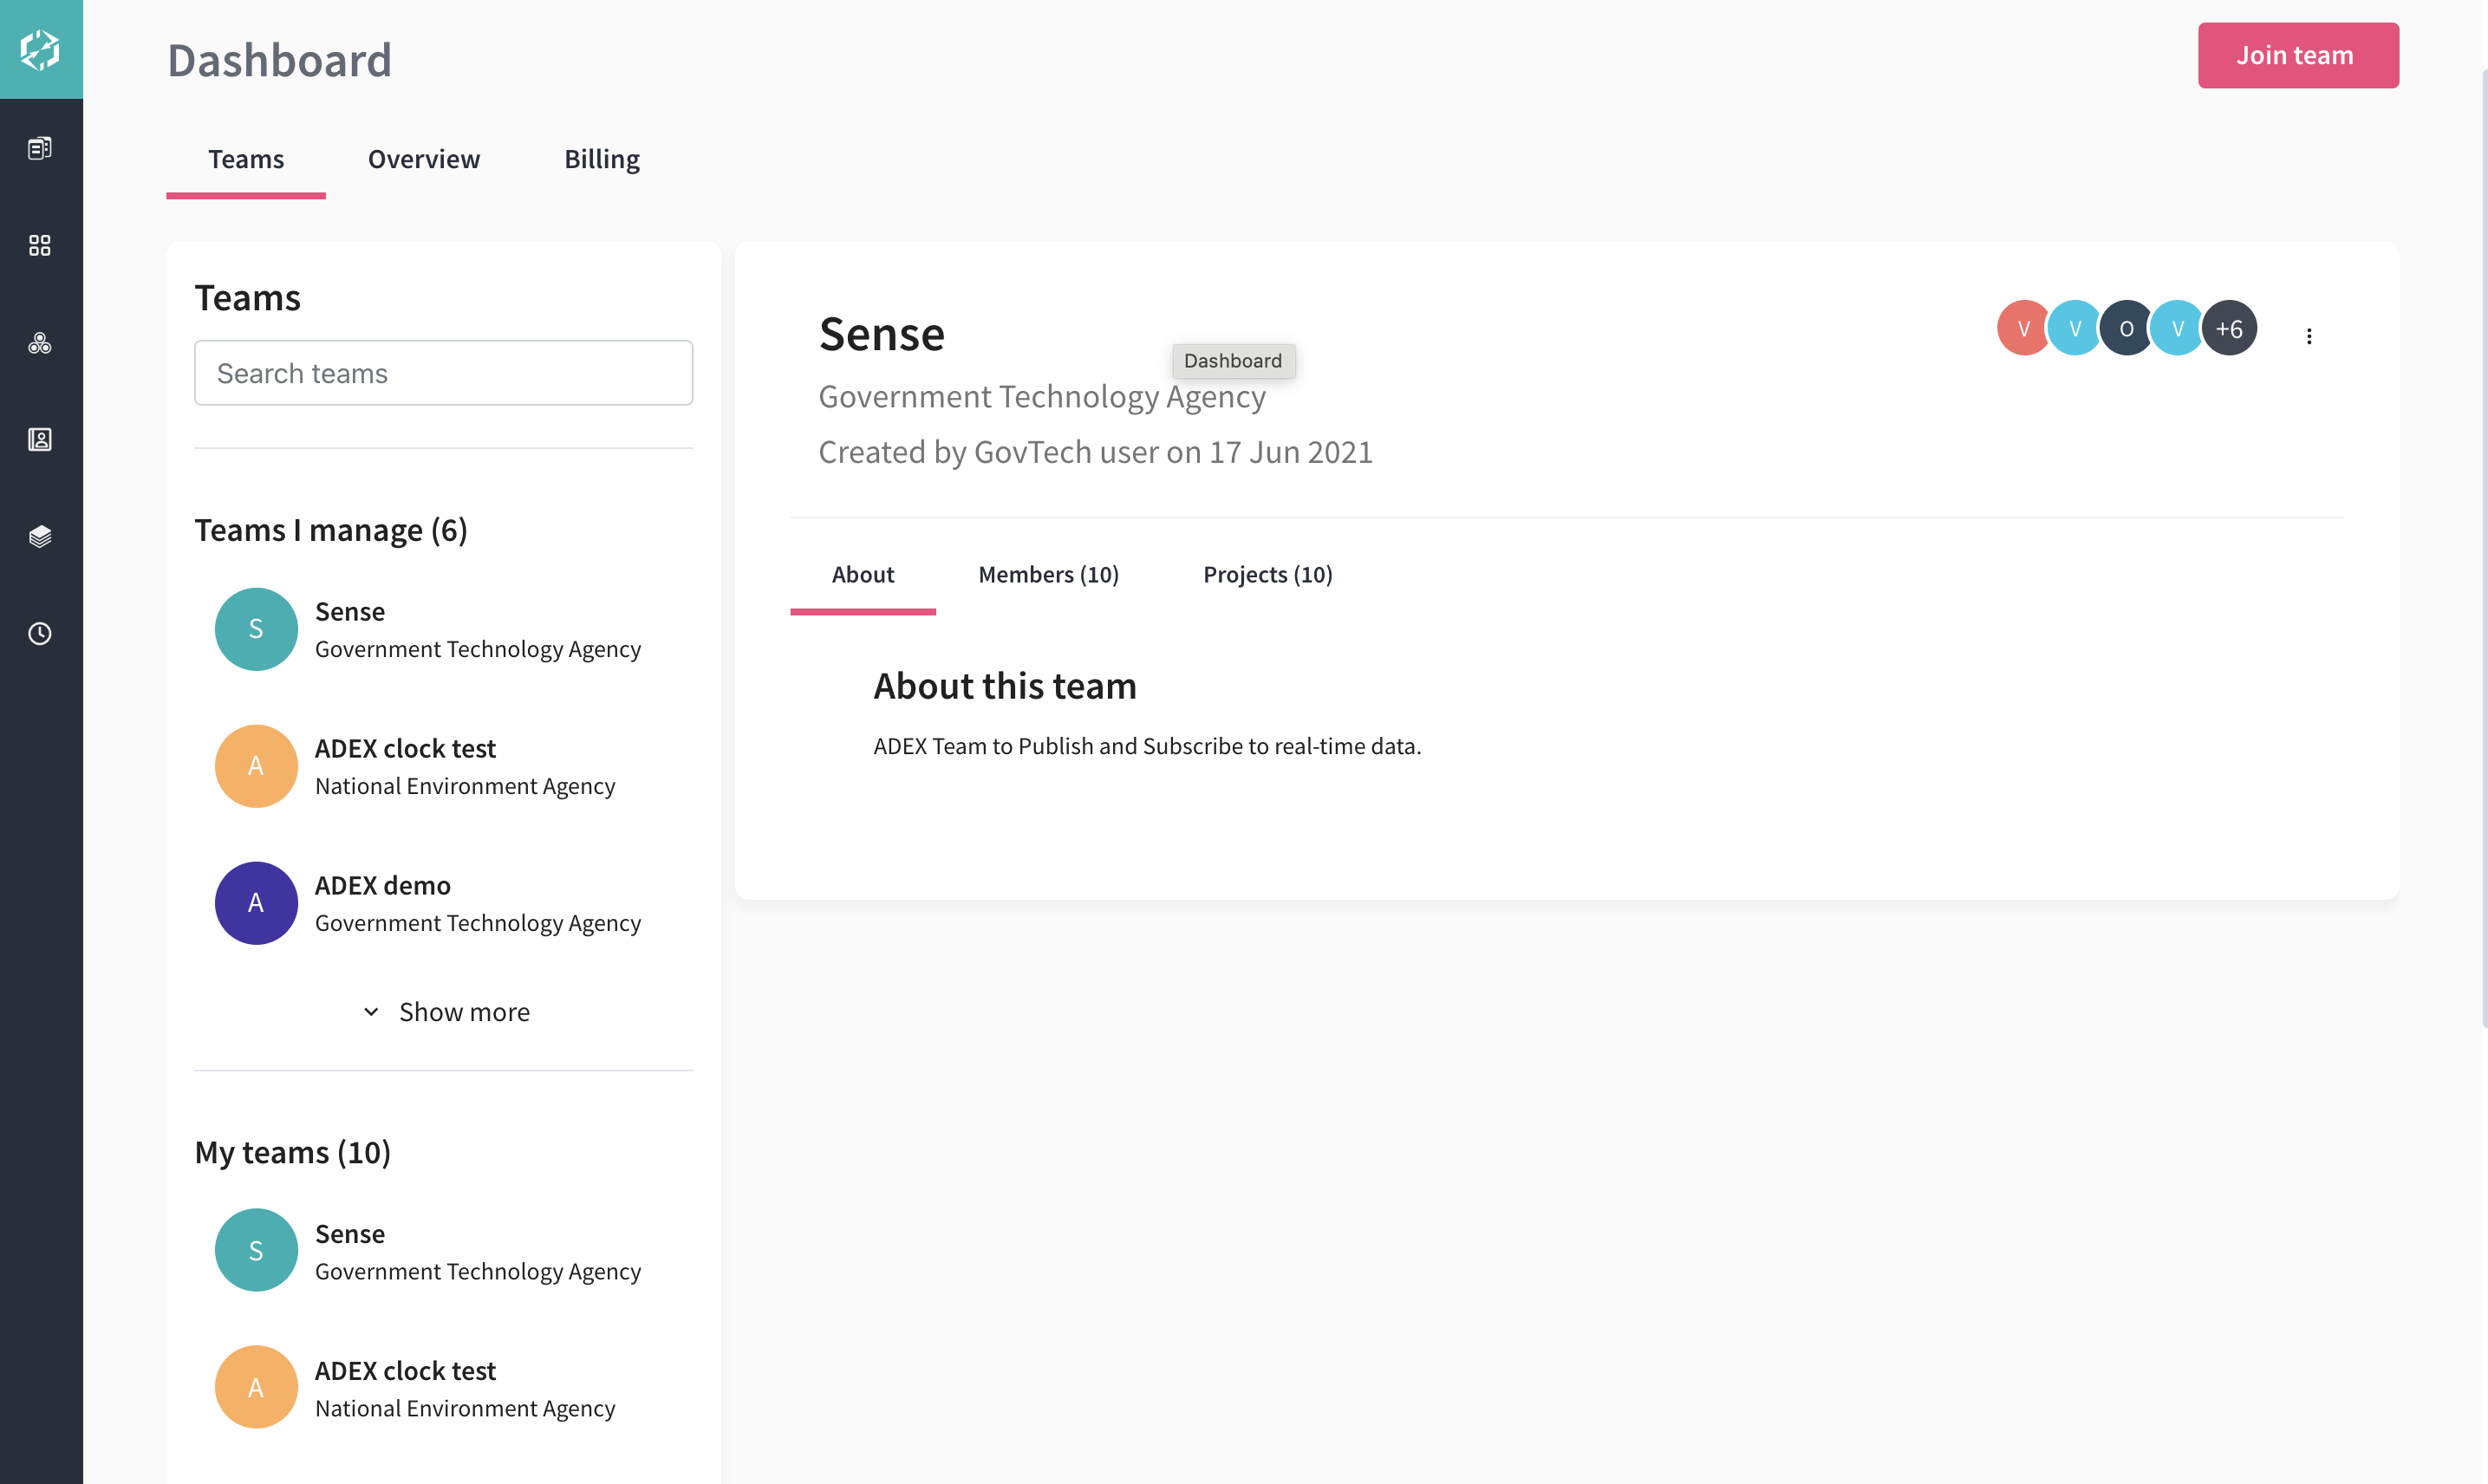 Dashboard
Join team
Teams
Overview
Billing
Teams
Search teams
Teams I manage (6)
S
Sense
Government Technology Agency
A
ADEX clock test
National Environment Agency
A
ADEX demo
Government Technology Agency
Show more
My teams (10)
S
Sense
Government Technology Agency
A
ADEX clock test
National Environment Agency
Sense
V V O V +6
Dashboard
Government Technology Agency
Created by GovTech user on 17 Jun 2021
About
Members (10)
Projects (10)
About this team
ADEX Team to Publish and Subscribe to real-time data.